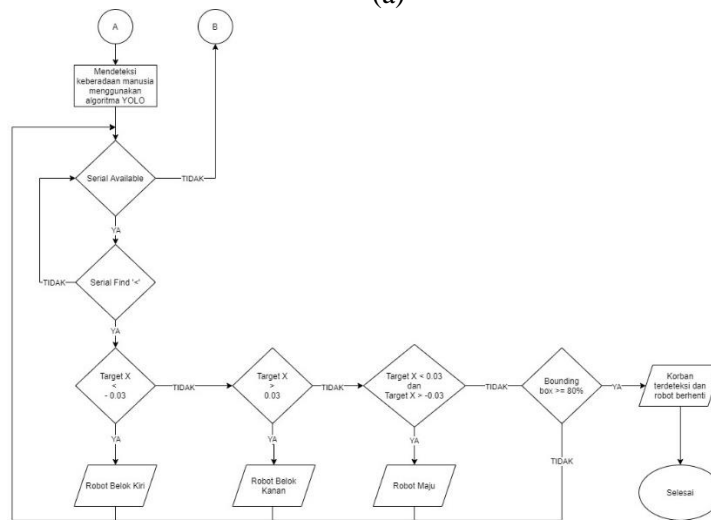 (a)
A
B
Mendeteksi
keberadaan manusia
menggunakan
algoritma YOLO
Serial Available
TIDAK
YA
Serial Find '<'
TIDAK
YA
Target X
<
- 0.03
TIDAK
Target X
>
0.03
TIDAK
Target X < 0.03
dan
Target X > -0.03
TIDAK
Bounding
box >= 80%
YA
Korban
terdeteksi dan
robot berhenti
YA
YA
YA
TIDAK
Robot Belok Kiri
Robot Belok
Kanan
Robot Maju
Selesai